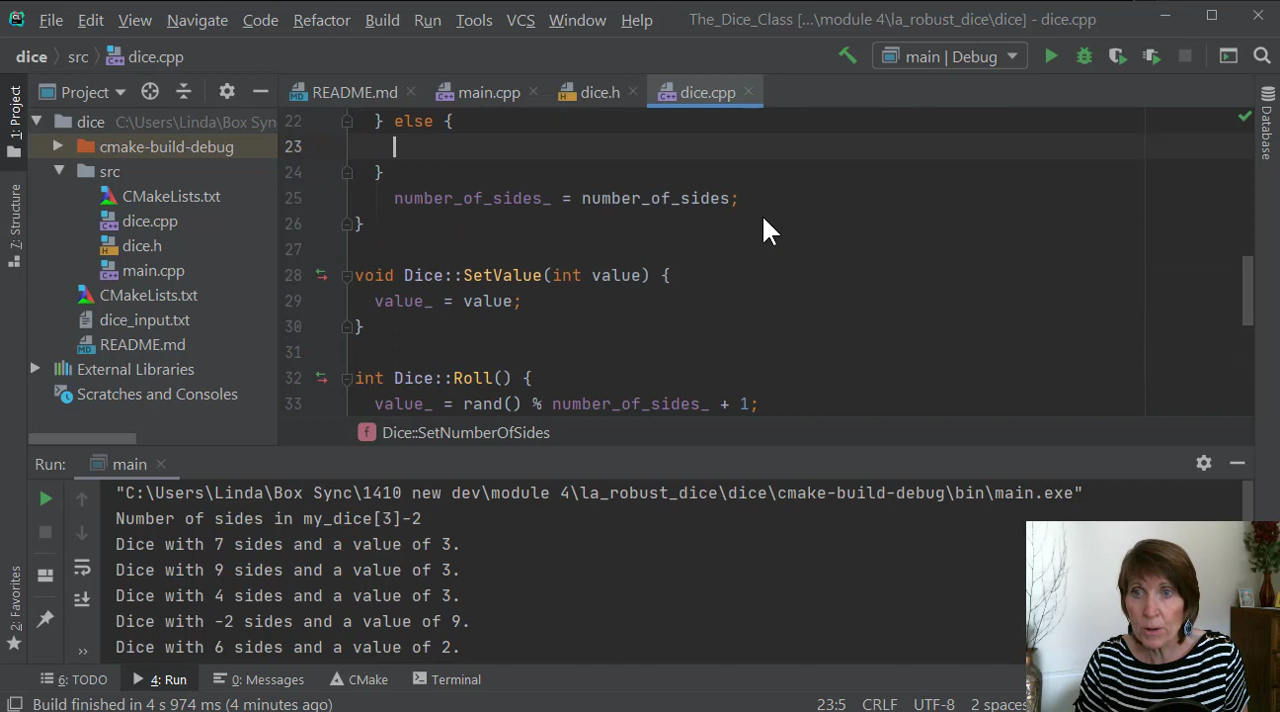 File Edit View Navigate Code Refactor Build Run Tools VCS Window Help The_Dice_Class [...\module 4\la_robust_dice\dice] - dice.cpp
dice src dice.cpp main | Debug
Project README.md main.cpp dice.h dice.cpp
1: Project
Z: Structure
2: Favorites
Database
dice C:\Users\Linda\Box Syn
cmake-build-debug
src
CMakeLists.txt
dice.cpp
dice.h
main.cpp
CMakeLists.txt
dice_input.txt
README.md
External Libraries
Scratches and Consoles
22 } else {
23
24 }
25 number_of_sides_ = number_of_sides;
26 }
27
28 void Dice::SetValue(int value) {
29 value_ = value;
30 }
31
32 int Dice::Roll() {
33 value_ = rand() % number_of_sides_ + 1;
f Dice::SetNumberOfSides
Run: main
"C:\Users\Linda\Box Sync\1410 new dev\module 4\la_robust_dice\dice\cmake-build-debug\bin\main.exe"
Number of sides in my_dice[3]-2
Dice with 7 sides and a value of 3.
Dice with 9 sides and a value of 3.
Dice with 4 sides and a value of 3.
Dice with -2 sides and a value of 9.
Dice with 6 sides and a value of 2.
6: TODO 4: Run 0: Messages CMake Terminal
Build finished in 4 s 974 ms (4 minutes ago) 23:5 CRLF UTF-8 2 spaces